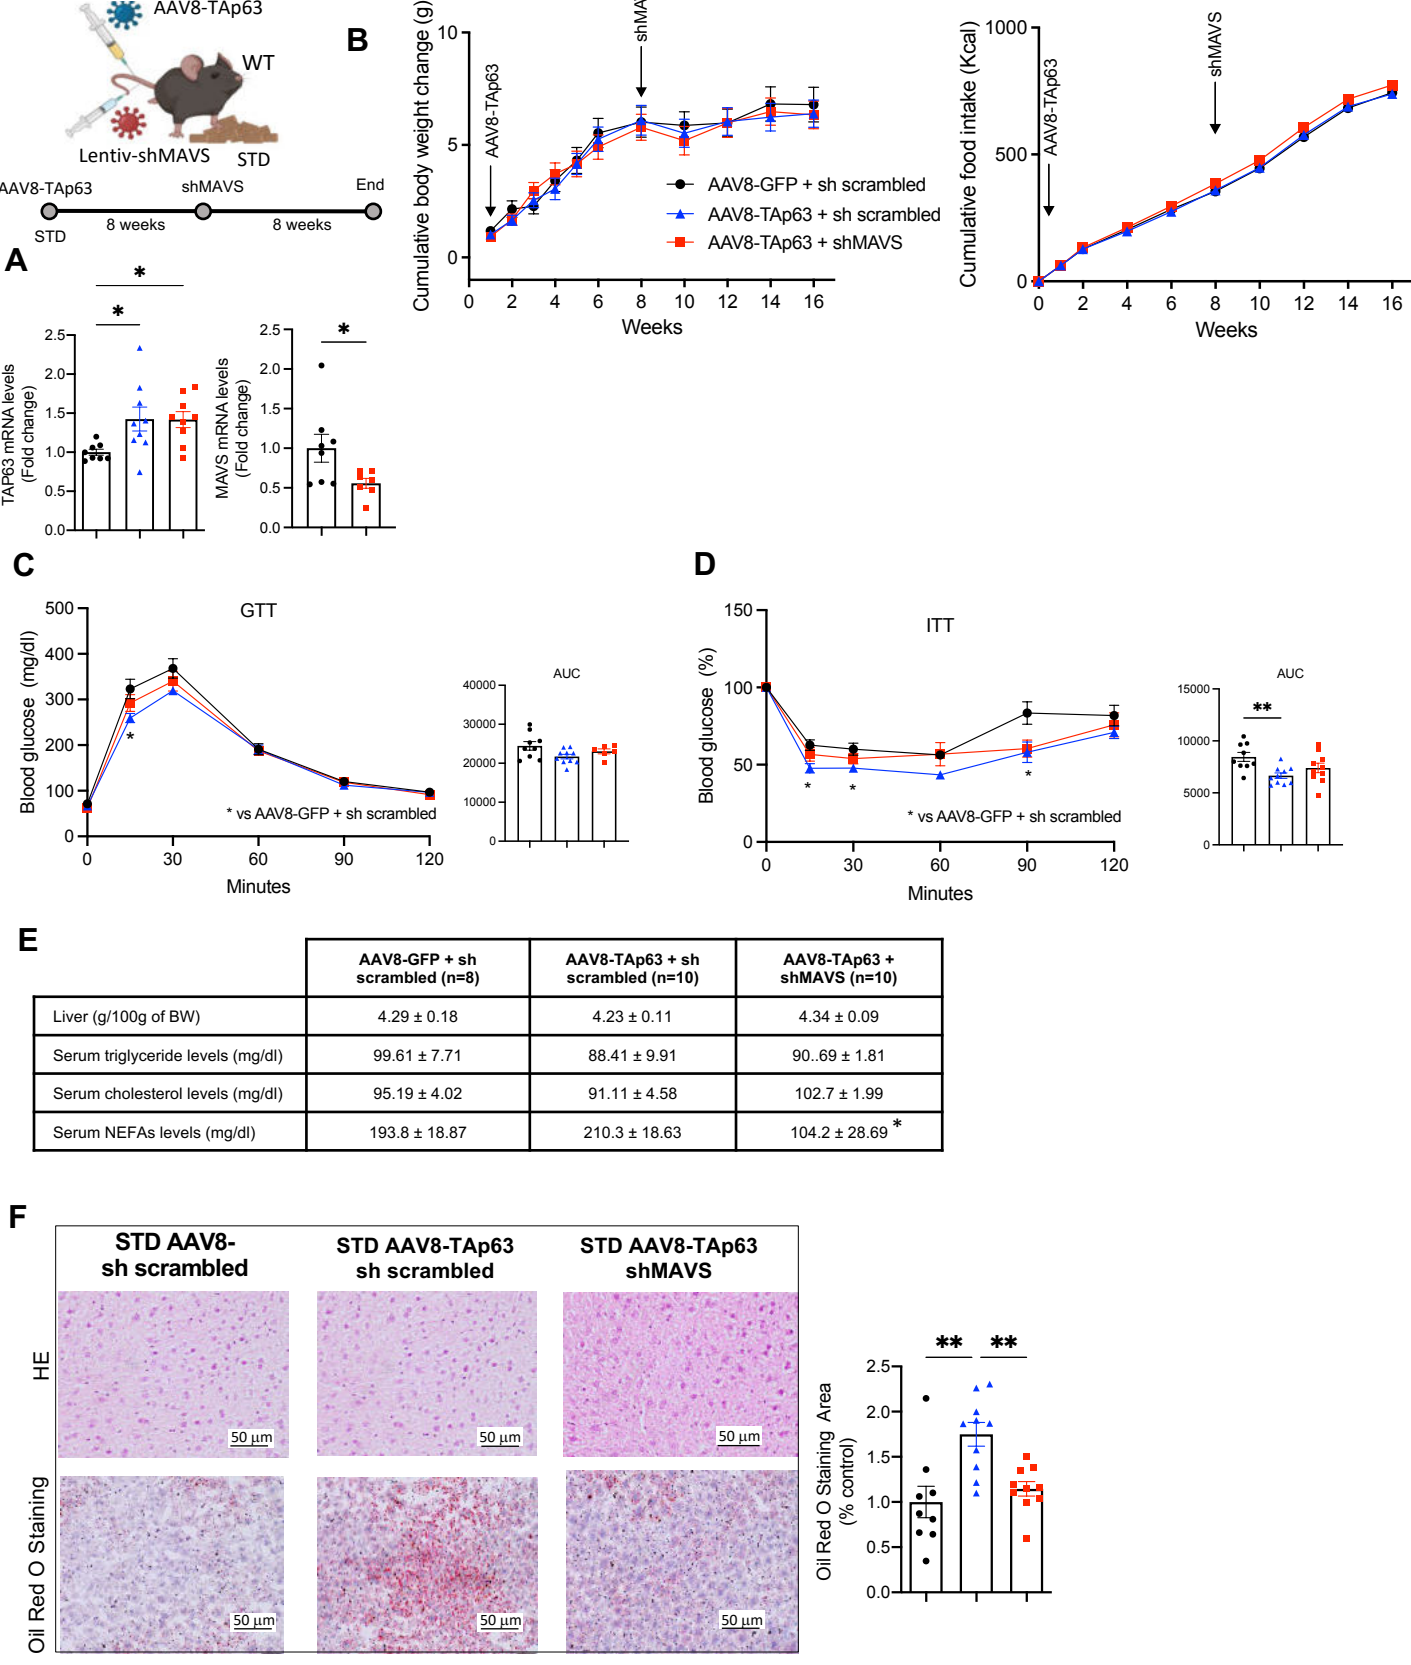 AAV8-TAp63
WT
Lentiv-shMAVS
STD
AAV8-TAp63
shMAVS
End
8 weeks
8 weeks
STD
A
*
*
TAP63 mRNA levels
(Fold change)
2.5
2.0
1.5
1.0
0.5
0.0
*
MAVS mRNA levels
(Fold change)
2.5
2.0
1.5
1.0
0.5
0.0
B
Cumulative body weight change (g)
10
5
0
AAV8-TAp63
shMA
AAV8-GFP + sh scrambled
AAV8-TAp63 + sh scrambled
AAV8-TAp63 + shMAVS
0 2 4 6 8 10 12 14 16
Weeks
Cumulative food intake (Kcal)
1000
500
0
AAV8-TAp63
shMAVS
0 2 4 6 8 10 12 14 16
Weeks
C
GTT
Blood glucose (mg/dl)
500
400
300
200
100
0
*
* vs AAV8-GFP + sh scrambled
0 30 60 90 120
Minutes
AUC
40000
30000
20000
10000
0
D
ITT
Blood glucose (%)
150
100
50
0
* * *
* vs AAV8-GFP + sh scrambled
0 30 60 90 120
Minutes
AUC
**
15000
10000
5000
0
E
AAV8-GFP + sh
scrambled (n=8)
AAV8-TAp63 + sh
scrambled (n=10)
AAV8-TAp63 +
shMAVS (n=10)
Liver (g/100g of BW) 4.29 ± 0.18 4.23 ± 0.11 4.34 ± 0.09
Serum triglyceride levels (mg/dl) 99.61 ± 7.71 88.41 ± 9.91 90..69 ± 1.81
Serum cholesterol levels (mg/dl) 95.19 ± 4.02 91.11 ± 4.58 102.7 ± 1.99
Serum NEFAs levels (mg/dl) 193.8 ± 18.87 210.3 ± 18.63 104.2 ± 28.69 *
F
STD AAV8-
sh scrambled
STD AAV8-TAp63
sh scrambled
STD AAV8-TAp63
shMAVS
HE
50 µm
50 µm
50 µm
Oil Red O Staining
50 µm
50 µm
50 µm
** **
Oil Red O Staining Area
(% control)
2.5
2.0
1.5
1.0
0.5
0.0